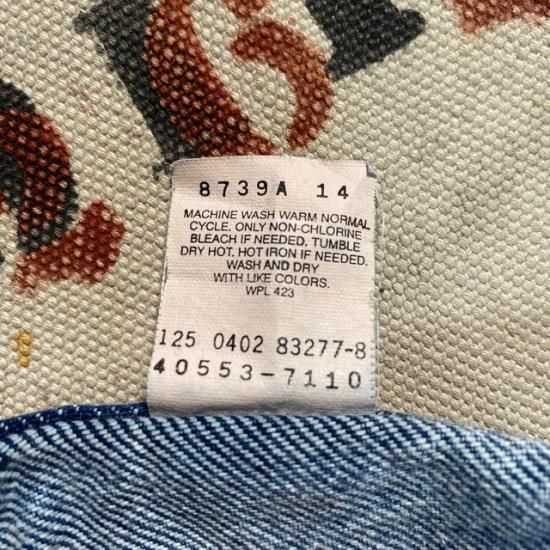 8739A 14
MACHINE WASH WARM NORMAL
CYCLE. ONLY NON-CHLORINE
BLEACH IF NEEDED. TUMBLE
DRY HOT. HOT IRON IF NEEDED.
WASH AND DRY
WITH LIKE COLORS.
WPL 423
125 0402 83277-8
40553-7110